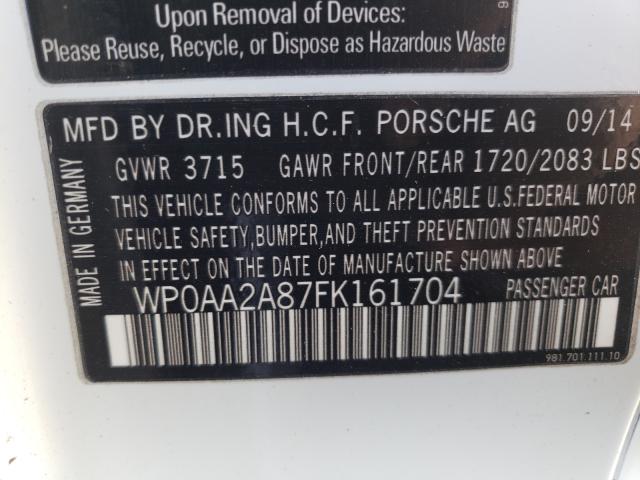 Upon Removal of Devices:
Please Reuse, Recycle, or Dispose as Hazardous Waste
MFD BY DR.ING H.C.F. PORSCHE AG 09/14
GVWR 3715 GAWR FRONT/REAR 1720/2083 LBS
THIS VEHICLE CONFORMS TO ALL APPLICABLE U.S.FEDERAL MOTOR
VEHICLE SAFETY,BUMPER,AND THEFT PREVENTION STANDARDS
IN EFFECT ON THE DATE OF MANUFACTURE SHOWN ABOVE
WP0AA2A87FK161704 PASSENGER CAR
981.701.111.10
MADE IN GERMANY